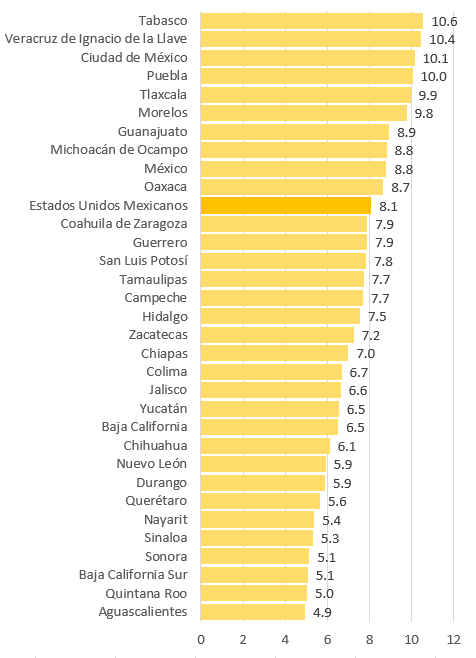 Tabasco 10.6
Veracruz de Ignacio de la Llave 10.4
Ciudad de México 10.1
Puebla 10.0
Tlaxcala 9.9
Morelos 9.8
Guanajuato 8.9
Michoacán de Ocampo 8.8
México 8.8
Oaxaca 8.7
Estados Unidos Mexicanos 8.1
Coahuila de Zaragoza 7.9
Guerrero 7.9
San Luis Potosí 7.8
Tamaulipas 7.7
Campeche 7.7
Hidalgo 7.5
Zacatecas 7.2
Chiapas 7.0
Colima 6.7
Jalisco 6.6
Yucatán 6.5
Baja California 6.5
Chihuahua 6.1
Nuevo León 5.9
Durango 5.9
Querétaro 5.6
Nayarit 5.4
Sinaloa 5.3
Sonora 5.1
Baja California Sur 5.1
Quintana Roo 5.0
Aguascalientes 4.9
0 2 4 6 8 10 12